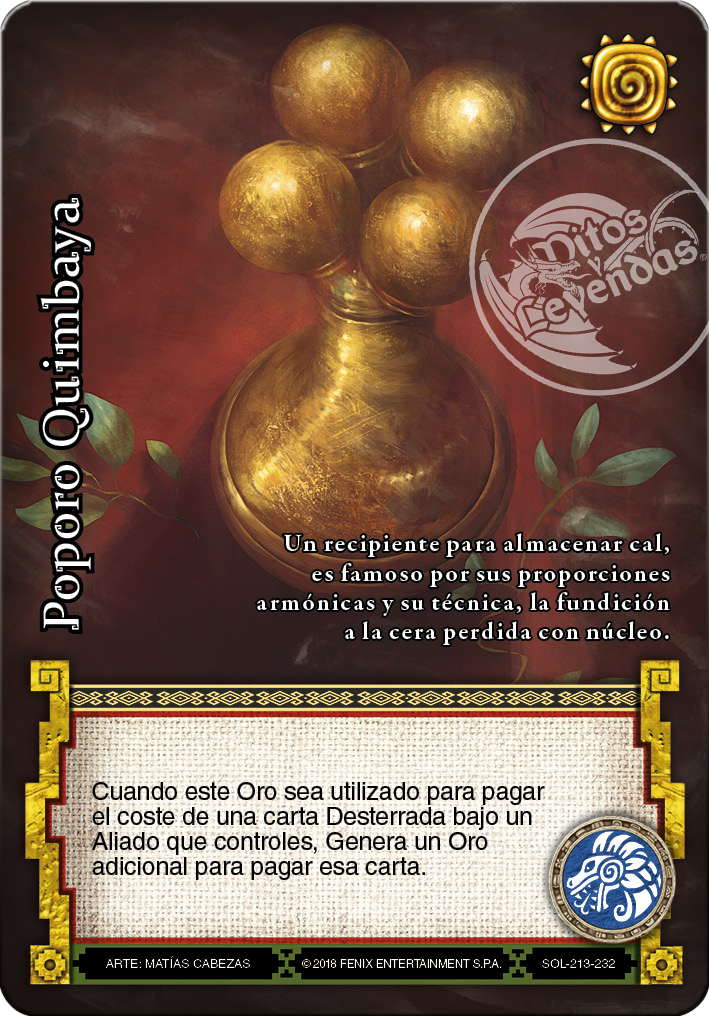 Mitos
y
Leyendas®
Poporo Quimbaya
Un recipiente para almacenar cal,
es famoso por sus proporciones
armónicas y su técnica, la fundición
a la cera perdida con núcleo.
Cuando este Oro sea utilizado para pagar
el coste de una carta Desterrada bajo un
Aliado que controles, Genera un Oro
adicional para pagar esa carta.
ARTE: MATÍAS CABEZAS
©2018 FENIX ENTERTAINMENT S.P.A.
SOL-213-232